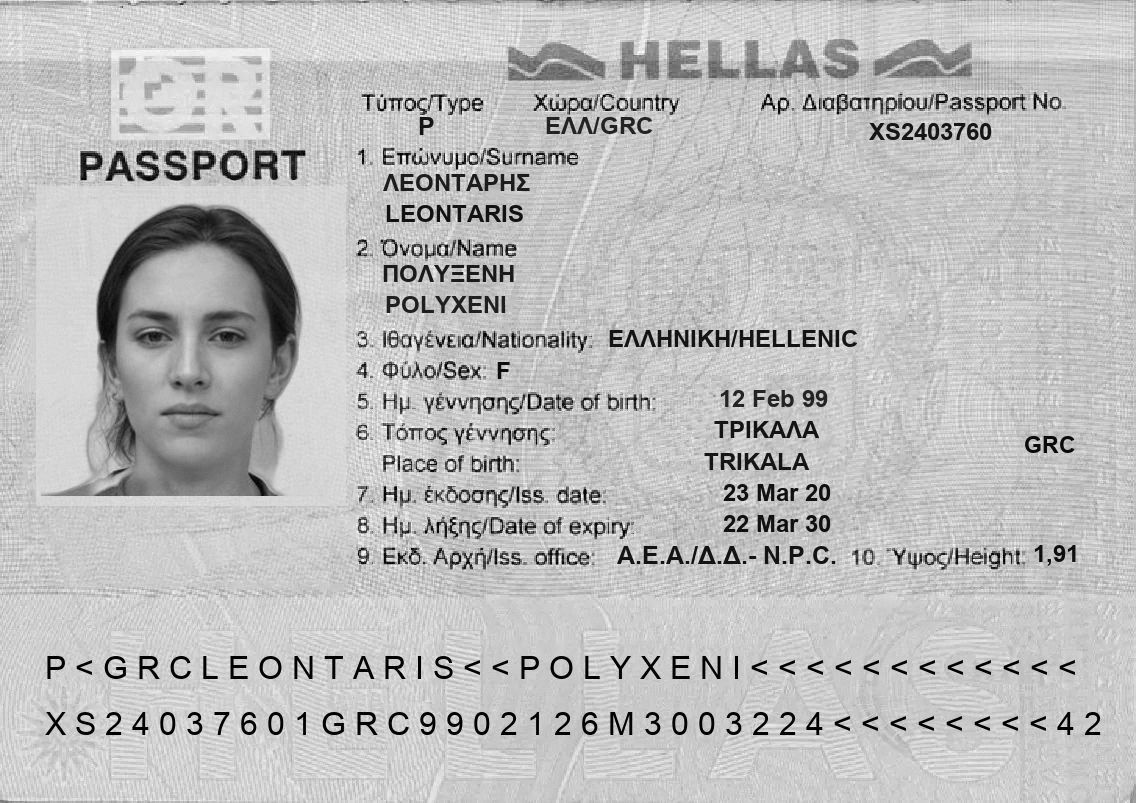 GR
HELLAS
PASSPORT
Τύπος/Type Χώρα/Country Αρ. Διαβατηρίου/Passport No.
P ΕΛΛ/GRC XS2403760
1. Επώνυμο/Surname
ΛΕΟΝΤΑΡΗΣ
LEONTARIS
2. Όνομα/Name
ΠΟΛΥΞΕΝΗ
POLYXENI
3. Ιθαγένεια/Nationality: ΕΛΛΗΝΙΚΗ/HELLENIC
4. Φύλο/Sex: F
5. Ημ. γέννησης/Date of birth: 12 Feb 99
6. Τόπος γέννησης: ΤΡΙΚΑΛΑ
Place of birth: TRIKALA GRC
7. Ημ. έκδοσης/Iss. date: 23 Mar 20
8. Ημ. λήξης/Date of expiry: 22 Mar 30
9 Εκδ. Αρχή/Iss. office: Α.Ε.Α./Δ.Δ.- N.P.C. 10. Ύψος/Height: 1,91
HELLAS
P<GRCLEONTARIS<<POLYXENI<<<<<<<<<<<<
XS24037601GRC9902126M3003224<<<<<<<<42